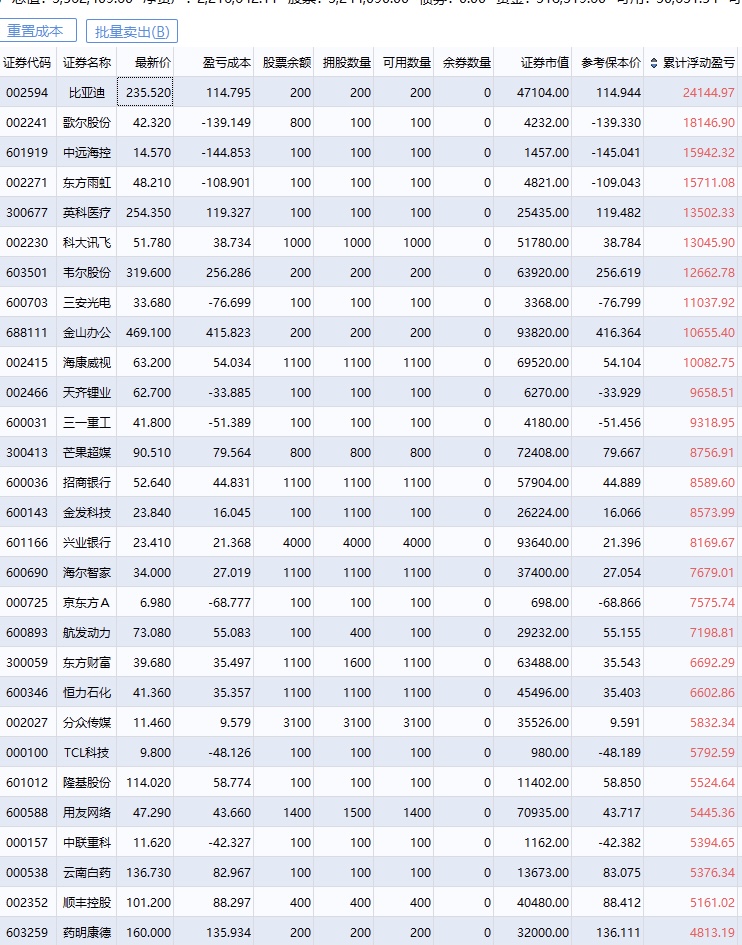 重置成本 批量卖出(B)
证券代码 证券名称 最新价 盈亏成本 股票余额 拥股数量 可用数量 余券数量 证券市值 参考保本价 累计浮动盈亏
002594 比亚迪 235.520 114.795 200 200 200 0 47104.00 114.944 24144.97
002241 歌尔股份 42.320 -139.149 800 100 100 0 4232.00 -139.330 18146.90
601919 中远海控 14.570 -144.853 100 100 100 0 1457.00 -145.041 15942.32
002271 东方雨虹 48.210 -108.901 100 100 100 0 4821.00 -109.043 15711.08
300677 英科医疗 254.350 119.327 100 100 100 0 25435.00 119.482 13502.33
002230 科大讯飞 51.780 38.734 1000 1000 1000 0 51780.00 38.784 13045.90
603501 韦尔股份 319.600 256.286 200 200 200 0 63920.00 256.619 12662.78
600703 三安光电 33.680 -76.699 100 100 100 0 3368.00 -76.799 11037.92
688111 金山办公 469.100 415.823 200 200 200 0 93820.00 416.364 10655.40
002415 海康威视 63.200 54.034 1100 1100 1100 0 69520.00 54.104 10082.75
002466 天齐锂业 62.700 -33.885 100 100 100 0 6270.00 -33.929 9658.51
600031 三一重工 41.800 -51.389 100 100 100 0 4180.00 -51.456 9318.95
300413 芒果超媒 90.510 79.564 800 800 800 0 72408.00 79.667 8756.91
600036 招商银行 52.640 44.831 1100 1100 1100 0 57904.00 44.889 8589.60
600143 金发科技 23.840 16.045 100 1100 100 0 26224.00 16.066 8573.99
601166 兴业银行 23.410 21.368 4000 4000 4000 0 93640.00 21.396 8169.67
600690 海尔智家 34.000 27.019 1100 1100 1100 0 37400.00 27.054 7679.01
000725 京东方A 6.980 -68.777 100 100 100 0 698.00 -68.866 7575.74
600893 航发动力 73.080 55.083 100 400 100 0 29232.00 55.155 7198.81
300059 东方财富 39.680 35.497 1100 1600 1100 0 63488.00 35.543 6692.29
600346 恒力石化 41.360 35.357 1100 1100 1100 0 45496.00 35.403 6602.86
002027 分众传媒 11.460 9.579 3100 3100 3100 0 35526.00 9.591 5832.34
000100 TCL科技 9.800 -48.126 100 100 100 0 980.00 -48.189 5792.59
601012 隆基股份 114.020 58.774 100 100 100 0 11402.00 58.850 5524.64
600588 用友网络 47.290 43.660 1400 1500 1400 0 70935.00 43.717 5445.36
000157 中联重科 11.620 -42.327 100 100 100 0 1162.00 -42.382 5394.65
000538 云南白药 136.730 82.967 100 100 100 0 13673.00 83.075 5376.34
002352 顺丰控股 101.200 88.297 400 400 400 0 40480.00 88.412 5161.02
603259 药明康德 160.000 135.934 200 200 200 0 32000.00 136.111 4813.19